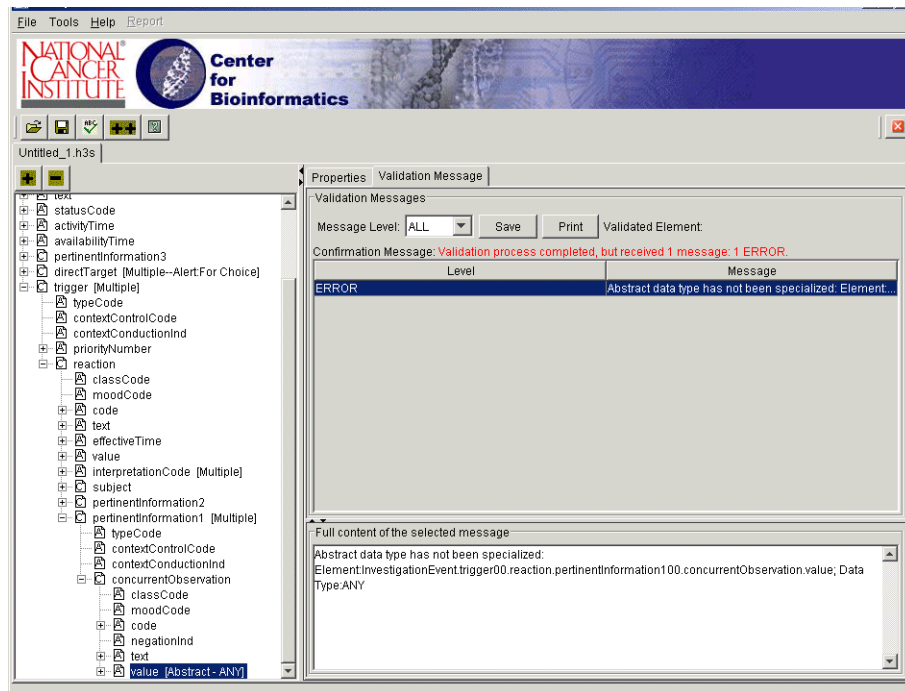 File Tools Help Report
NATIONAL
CANCER
INSTITUTE
Center
for
Bioinformatics
Untitled_1.h3s
Properties Validation Message
text
statusCode
activityTime
availabilityTime
pertinentInformation3
directTarget [Multiple--Alert:For Choice]
trigger [Multiple]
typeCode
contextControlCode
contextConductionInd
priorityNumber
reaction
classCode
moodCode
code
text
effectiveTime
value
interpretationCode [Multiple]
subject
pertinentInformation2
pertinentInformation1 [Multiple]
typeCode
contextControlCode
contextConductionInd
concurrentObservation
classCode
moodCode
code
negationInd
text
value [Abstract - ANY]
Validation Messages
Message Level: ALL Save Print Validated Element:
Confirmation Message: Validation process completed, but received 1 message: 1 ERROR.
Level Message
ERROR Abstract data type has not been specialized: Element:...
Full content of the selected message
Abstract data type has not been specialized:
Element:InvestigationEvent.trigger00.reaction.pertinentInformation100.concurrentObservation.value; Data
Type:ANY